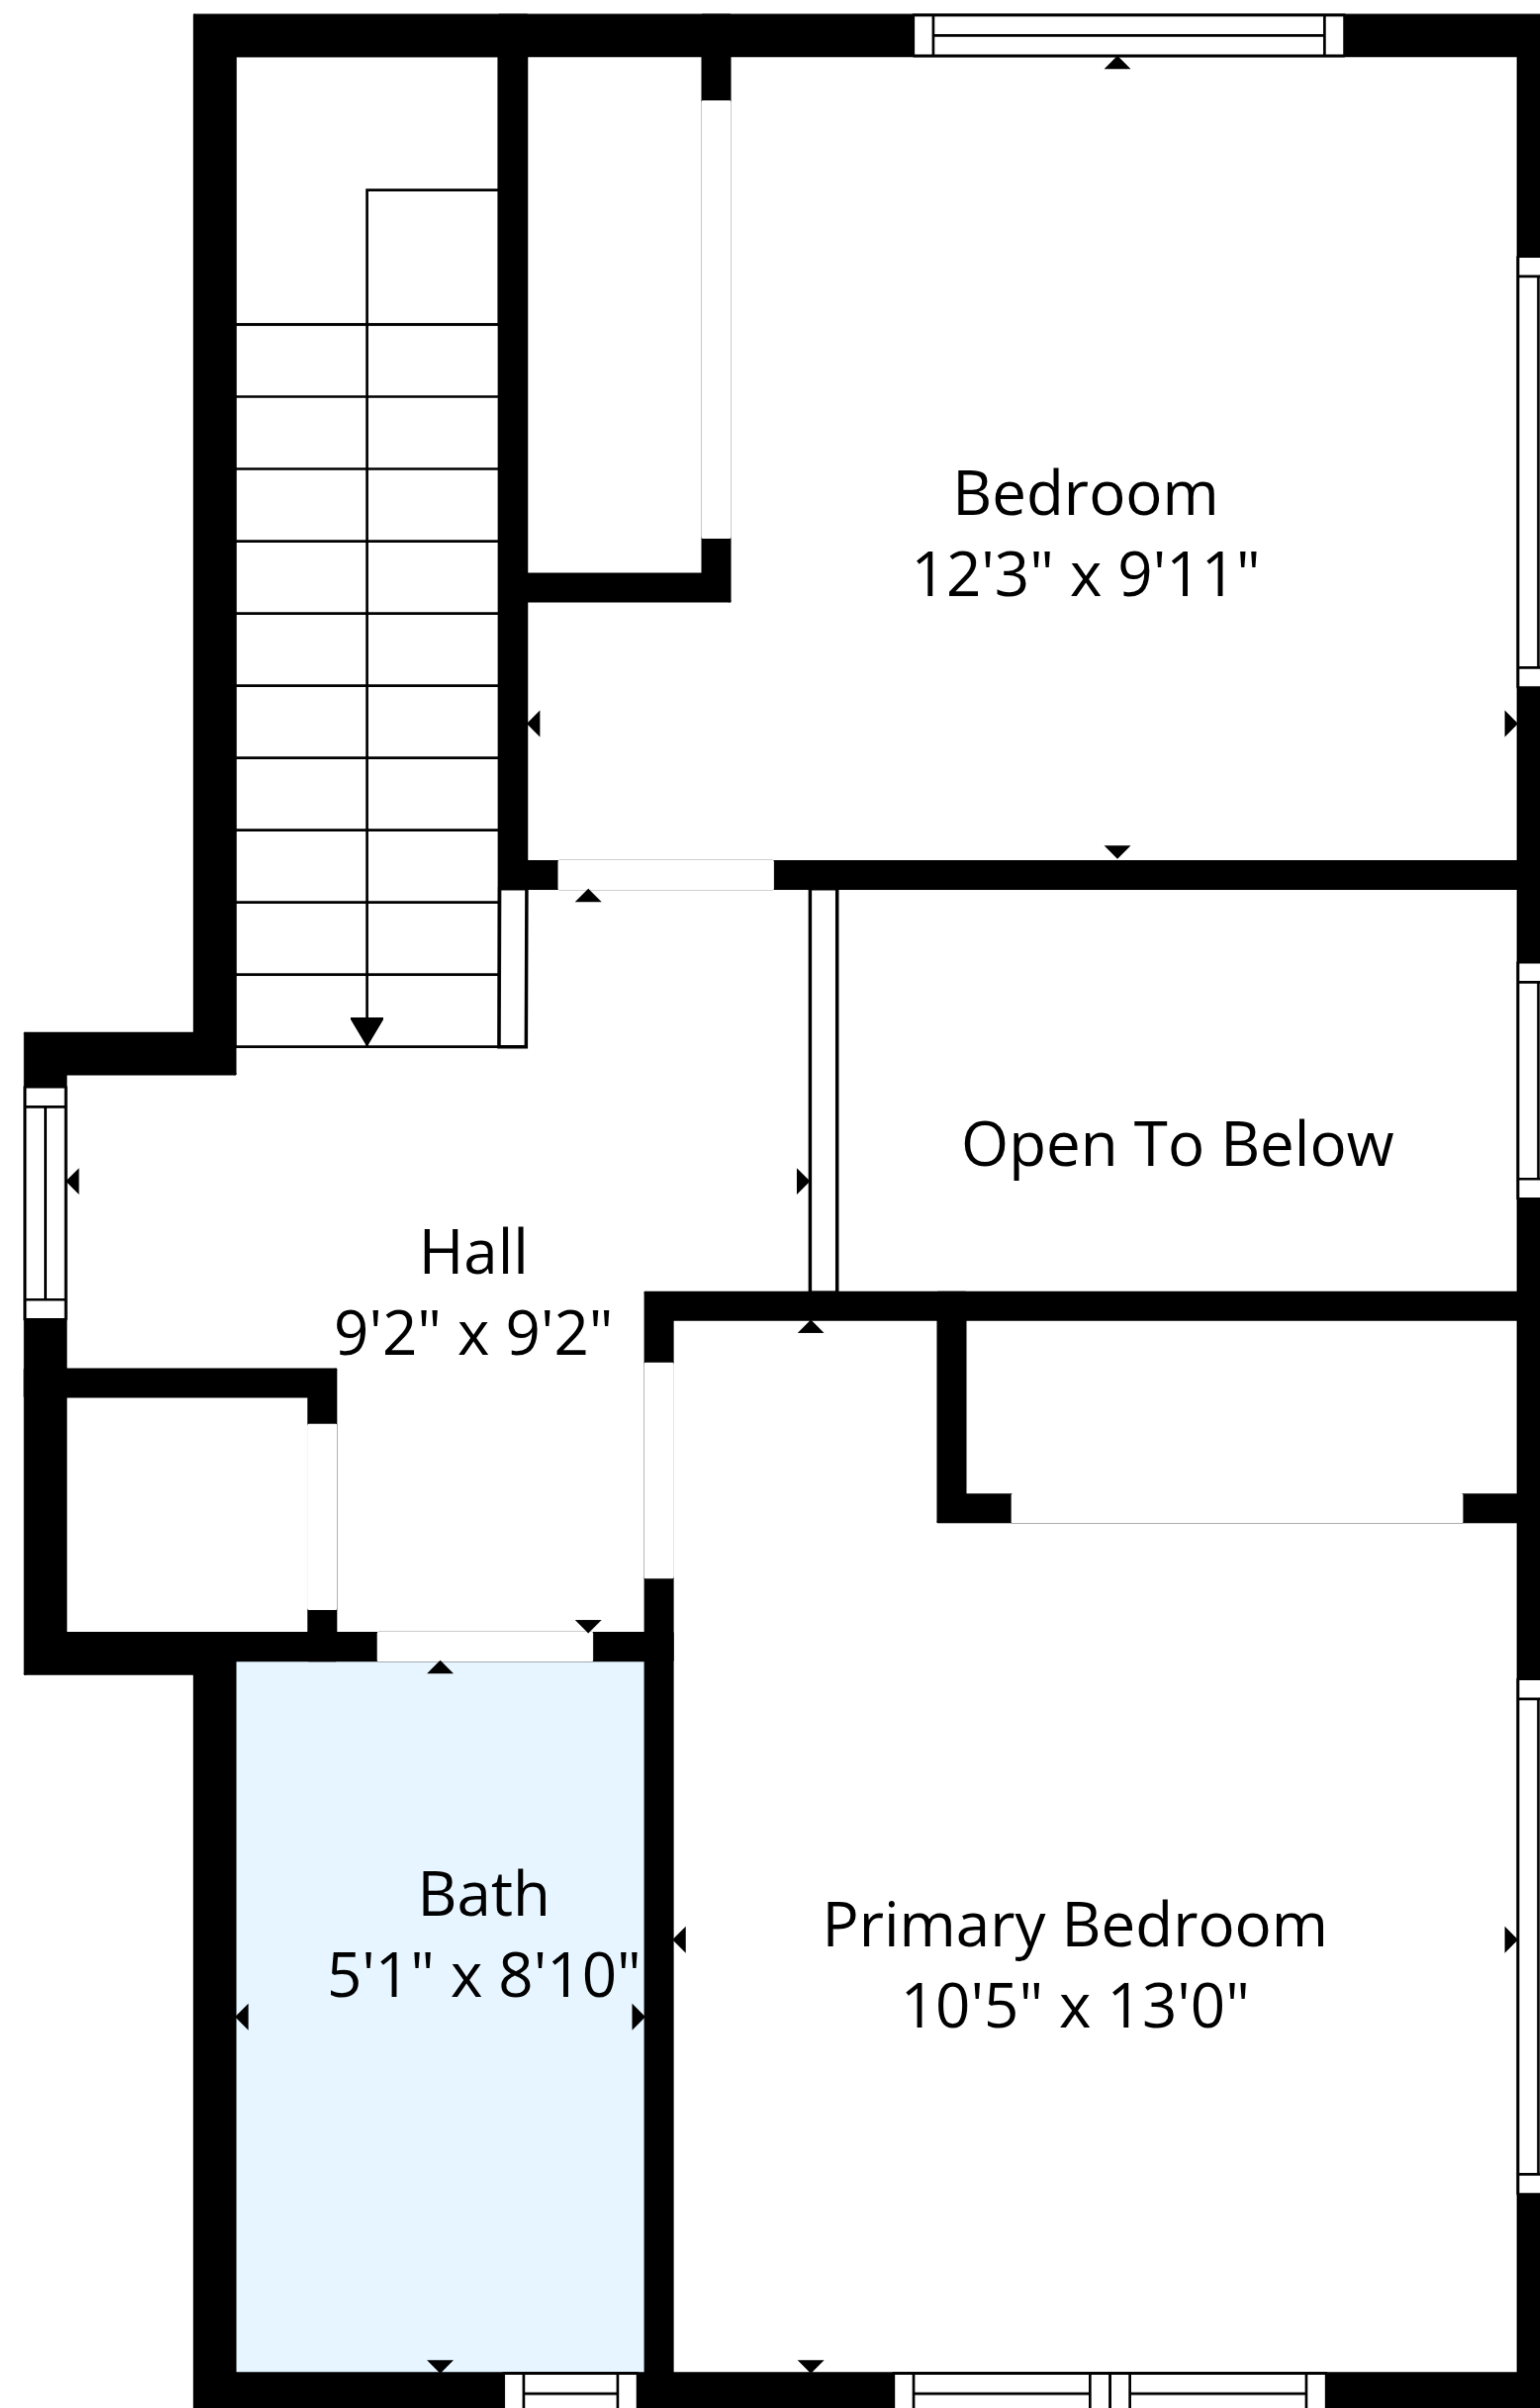 Bedroom
12'3" x 9'11"
Open To Below
Hall
9'2" x 9'2"
Bath
5'1" x 8'10"
Primary Bedroom
10'5" x 13'0"